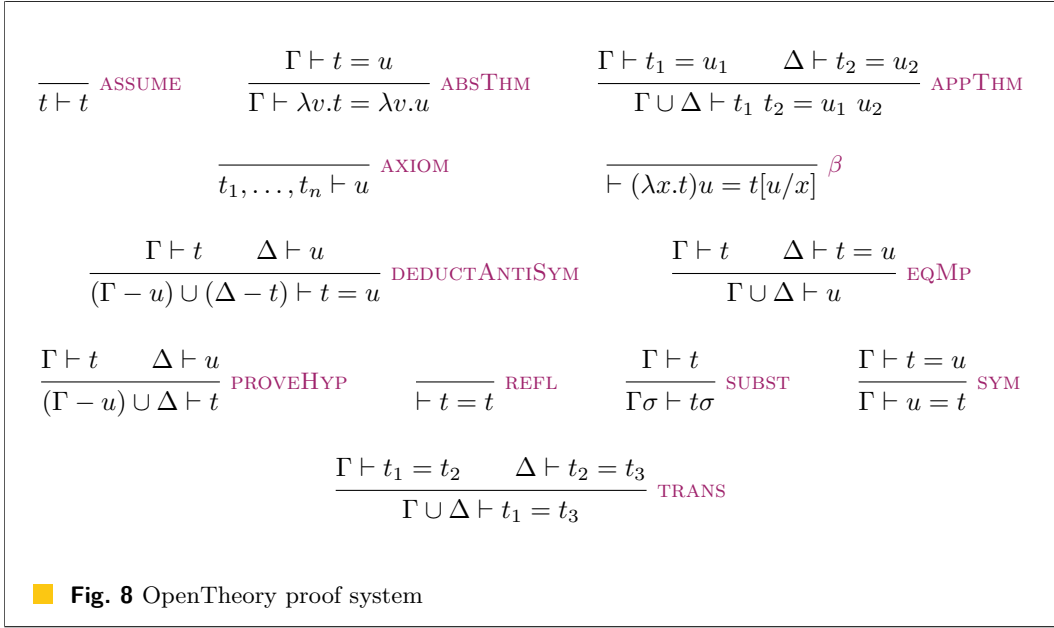 Γ ⊢ t = u Γ ⊢ t₁ = u₁ Δ ⊢ t₂ = u₂
t ⊢ t ASSUME Γ ⊢ λv.t = λv.u ABSTHM Γ ∪ Δ ⊢ t₁ t₂ = u₁ u₂ APPTHM
t₁, . . . , tₙ ⊢ u AXIOM ⊢ (λx.t)u = t[u/x] β
Γ ⊢ t Δ ⊢ u Γ ⊢ t Δ ⊢ t = u
(Γ − u) ∪ (Δ − t) ⊢ t = u DEDUCTANTISYM Γ ∪ Δ ⊢ u EQMP
Γ ⊢ t Δ ⊢ u Γ ⊢ t Γ ⊢ t = u
(Γ − u) ∪ Δ ⊢ t PROVEHYP ⊢ t = t REFL Γσ ⊢ tσ SUBST Γ ⊢ u = t SYM
Γ ⊢ t₁ = t₂ Δ ⊢ t₂ = t₃
Γ ∪ Δ ⊢ t₁ = t₃ TRANS
Fig. 8 OpenTheory proof system